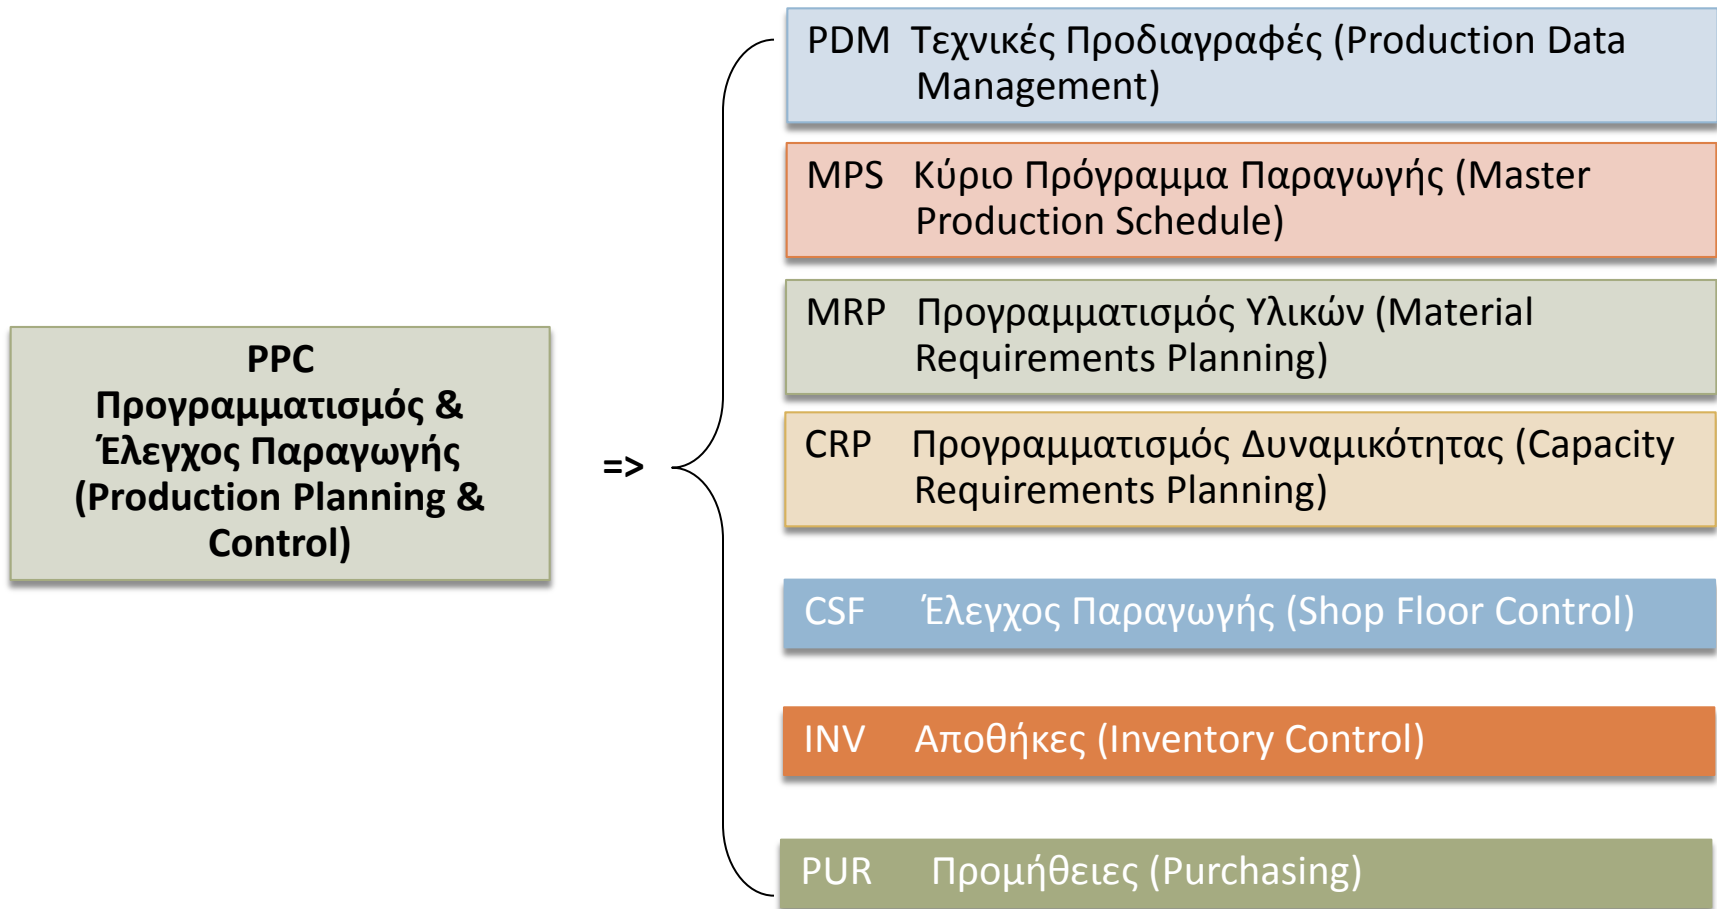 PPC
Προγραμματισμός &
Έλεγχος Παραγωγής
(Production Planning &
Control)
=>
PDM Τεχνικές Προδιαγραφές (Production Data
Management)
MPS Κύριο Πρόγραμμα Παραγωγής (Master
Production Schedule)
MRP Προγραμματισμός Υλικών (Material
Requirements Planning)
CRP Προγραμματισμός Δυναμικότητας (Capacity
Requirements Planning)
CSF Έλεγχος Παραγωγής (Shop Floor Control)
INV Αποθήκες (Inventory Control)
PUR Προμήθειες (Purchasing)